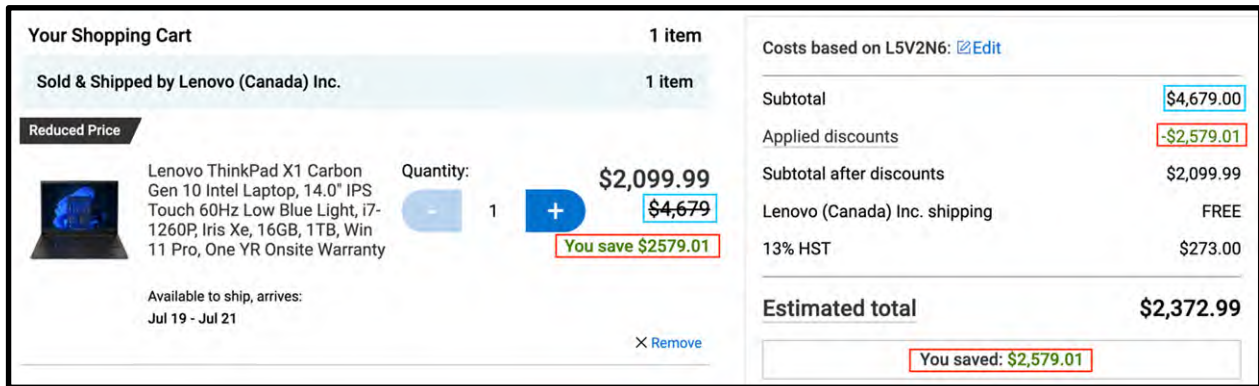 Your Shopping Cart
1 item
Sold & Shipped by Lenovo (Canada) Inc.
1 item
Reduced Price
Lenovo ThinkPad X1 Carbon
Gen 10 Intel Laptop, 14.0" IPS
Touch 60Hz Low Blue Light, i7-
1260P, Iris Xe, 16GB, 1TB, Win
11 Pro, One YR Onsite Warranty
Quantity:
- 1 +
$2,099.99
$4,679
You save $2579.01
Available to ship, arrives:
Jul 19 - Jul 21
Remove
Costs based on L5V2N6: Edit
Subtotal $4,679.00
Applied discounts -$2,579.01
Subtotal after discounts $2,099.99
Lenovo (Canada) Inc. shipping FREE
13% HST $273.00
Estimated total $2,372.99
You saved: $2,579.01